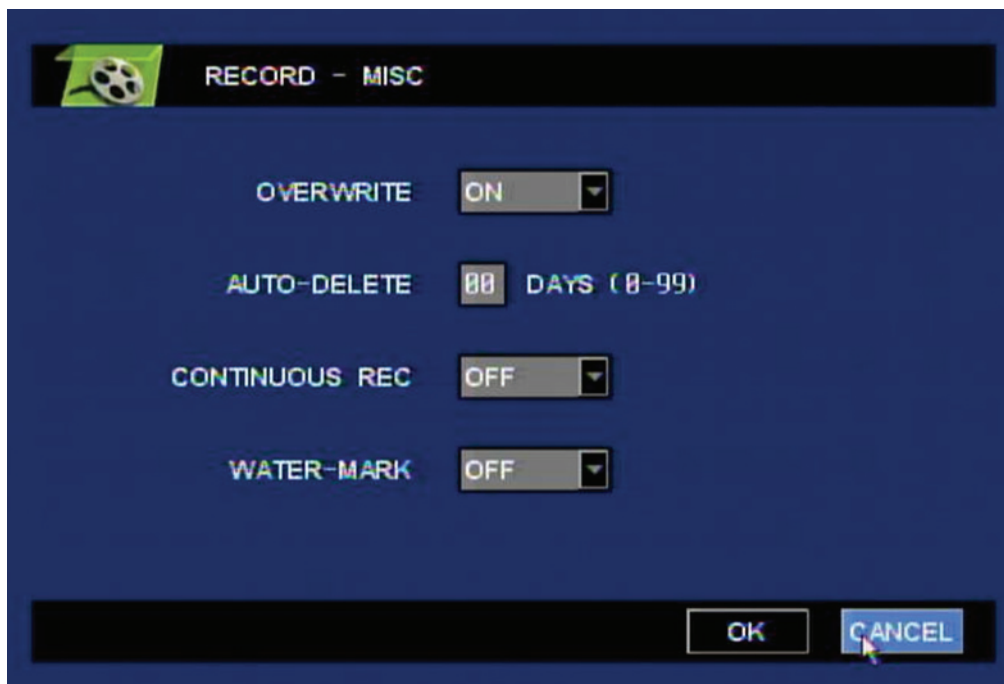 RECORD - MISC
OVERWRITE ON
AUTO-DELETE 00 DAYS (0-99)
CONTINUOUS REC OFF
WATER-MARK OFF
OK CANCEL